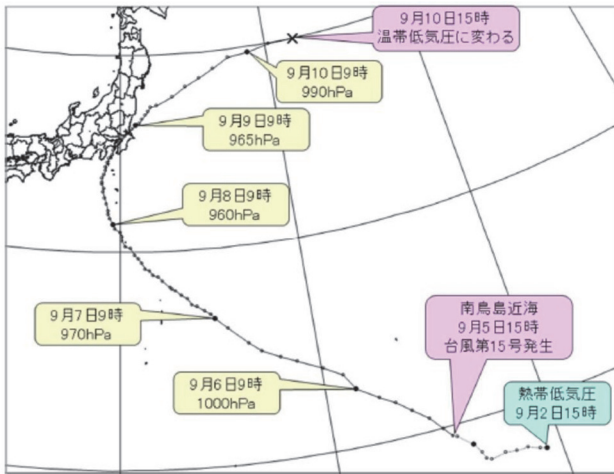 9月10日15時
温帯低気圧に変わる
9月10日9時
990hPa
9月9日9時
965hPa
9月8日9時
960hPa
9月7日9時
970hPa
9月6日9時
1000hPa
南鳥島近海
9月5日15時
台風第15号発生
熱帯低気圧
9月2日15時